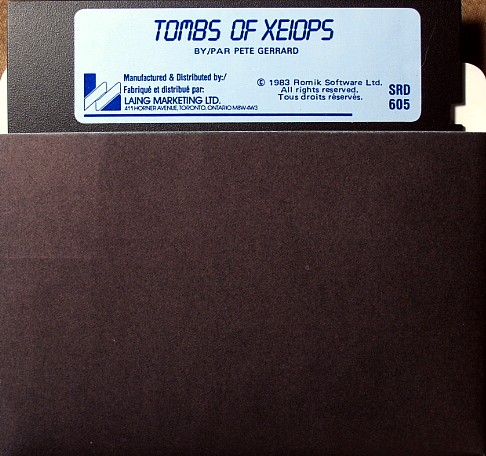 TOMBS OF XEIOPS
BY/PAR PETE GERRARD
Manufactured & Distributed by:/
Fabriqué et distribué par:
LAING MARKETING LTD.
411 HORNER AVENUE, TORONTO, ONTARIO M8W 4W3
© 1983 Romik Software Ltd.
All rights reserved.
Tous droits réservés.
SRD
605